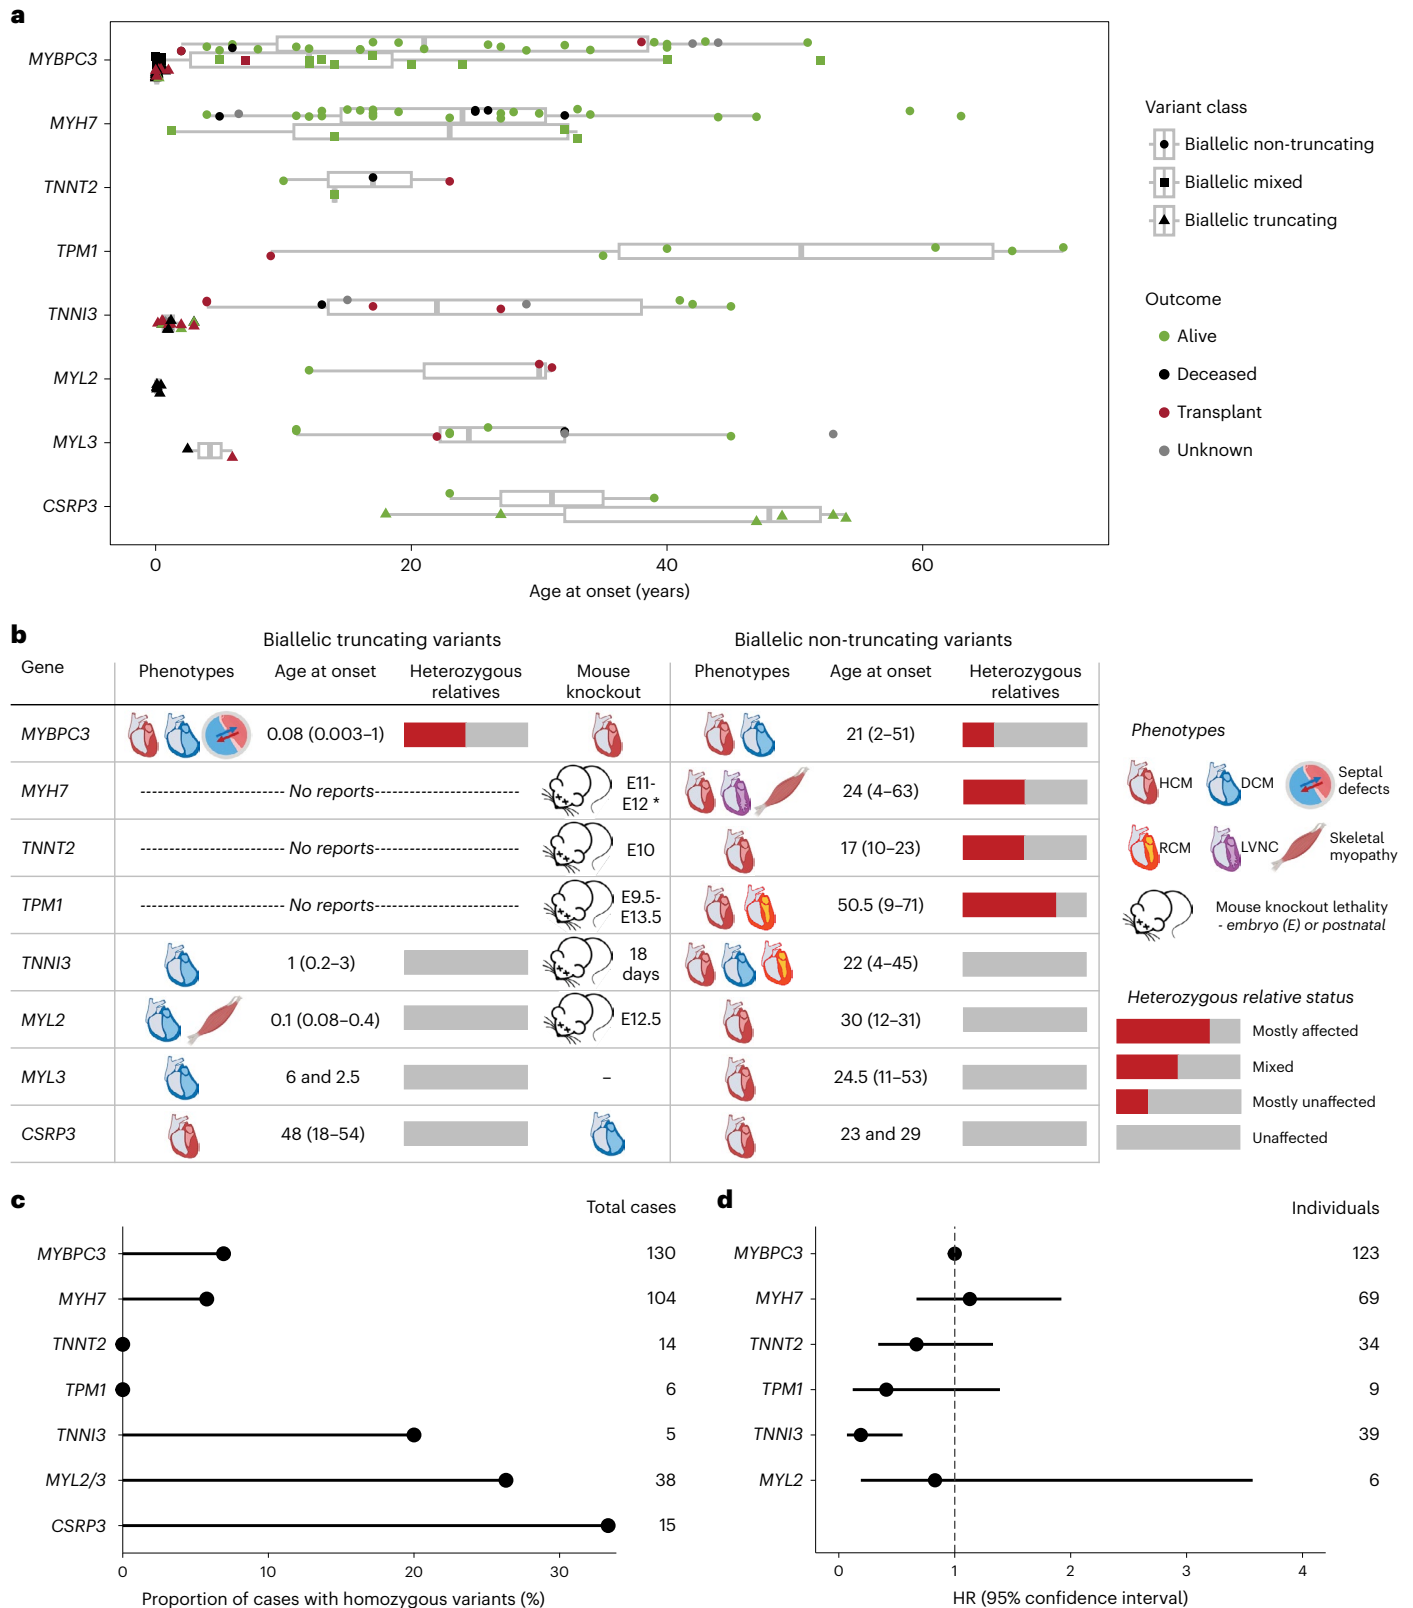 a
MYBPC3
MYH7
TNNT2
TPM1
TNNI3
MYL2
MYL3
CSRP3
0 20 40 60
Age at onset (years)
Variant class
Biallelic non-truncating
Biallelic mixed
Biallelic truncating
Outcome
Alive
Deceased
Transplant
Unknown
b
Biallelic truncating variants Biallelic non-truncating variants
Gene Phenotypes Age at onset Heterozygous relatives Mouse knockout Phenotypes Age at onset Heterozygous relatives
MYBPC3 0.08 (0.003–1) 21 (2–51)
MYH7 No reports E11-E12 * 24 (4–63)
TNNT2 No reports E10 17 (10–23)
TPM1 No reports E9.5-E13.5 50.5 (9–71)
TNNI3 1 (0.2–3) 18 days 22 (4–45)
MYL2 0.1 (0.08–0.4) E12.5 30 (12–31)
MYL3 6 and 2.5 – 24.5 (11–53)
CSRP3 48 (18–54) 23 and 29
Phenotypes
HCM DCM Septal defects
RCM LVNC Skeletal myopathy
Mouse knockout lethality
- embryo (E) or postnatal
Heterozygous relative status
Mostly affected
Mixed
Mostly unaffected
Unaffected
c
Total cases
MYBPC3 130
MYH7 104
TNNT2 14
TPM1 6
TNNI3 5
MYL2/3 38
CSRP3 15
0 10 20 30
Proportion of cases with homozygous variants (%)
d
Individuals
MYBPC3 123
MYH7 69
TNNT2 34
TPM1 9
TNNI3 39
MYL2 6
0 1 2 3 4
HR (95% confidence interval)